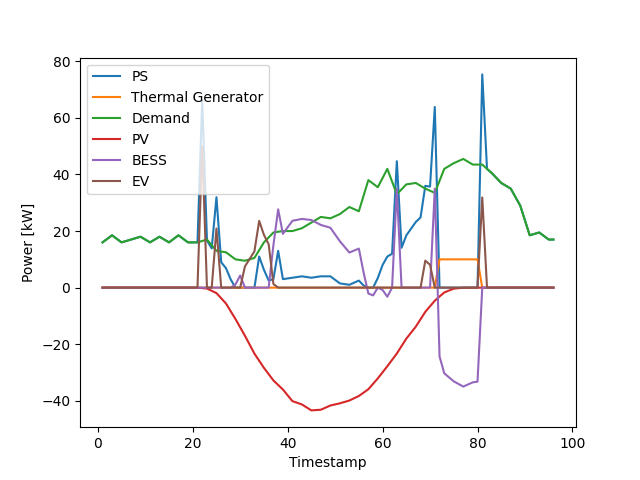 80
60
40
20
0
−20
−40
Power [kW]
PS
Thermal Generator
Demand
PV
BESS
EV
0 20 40 60 80 100
Timestamp